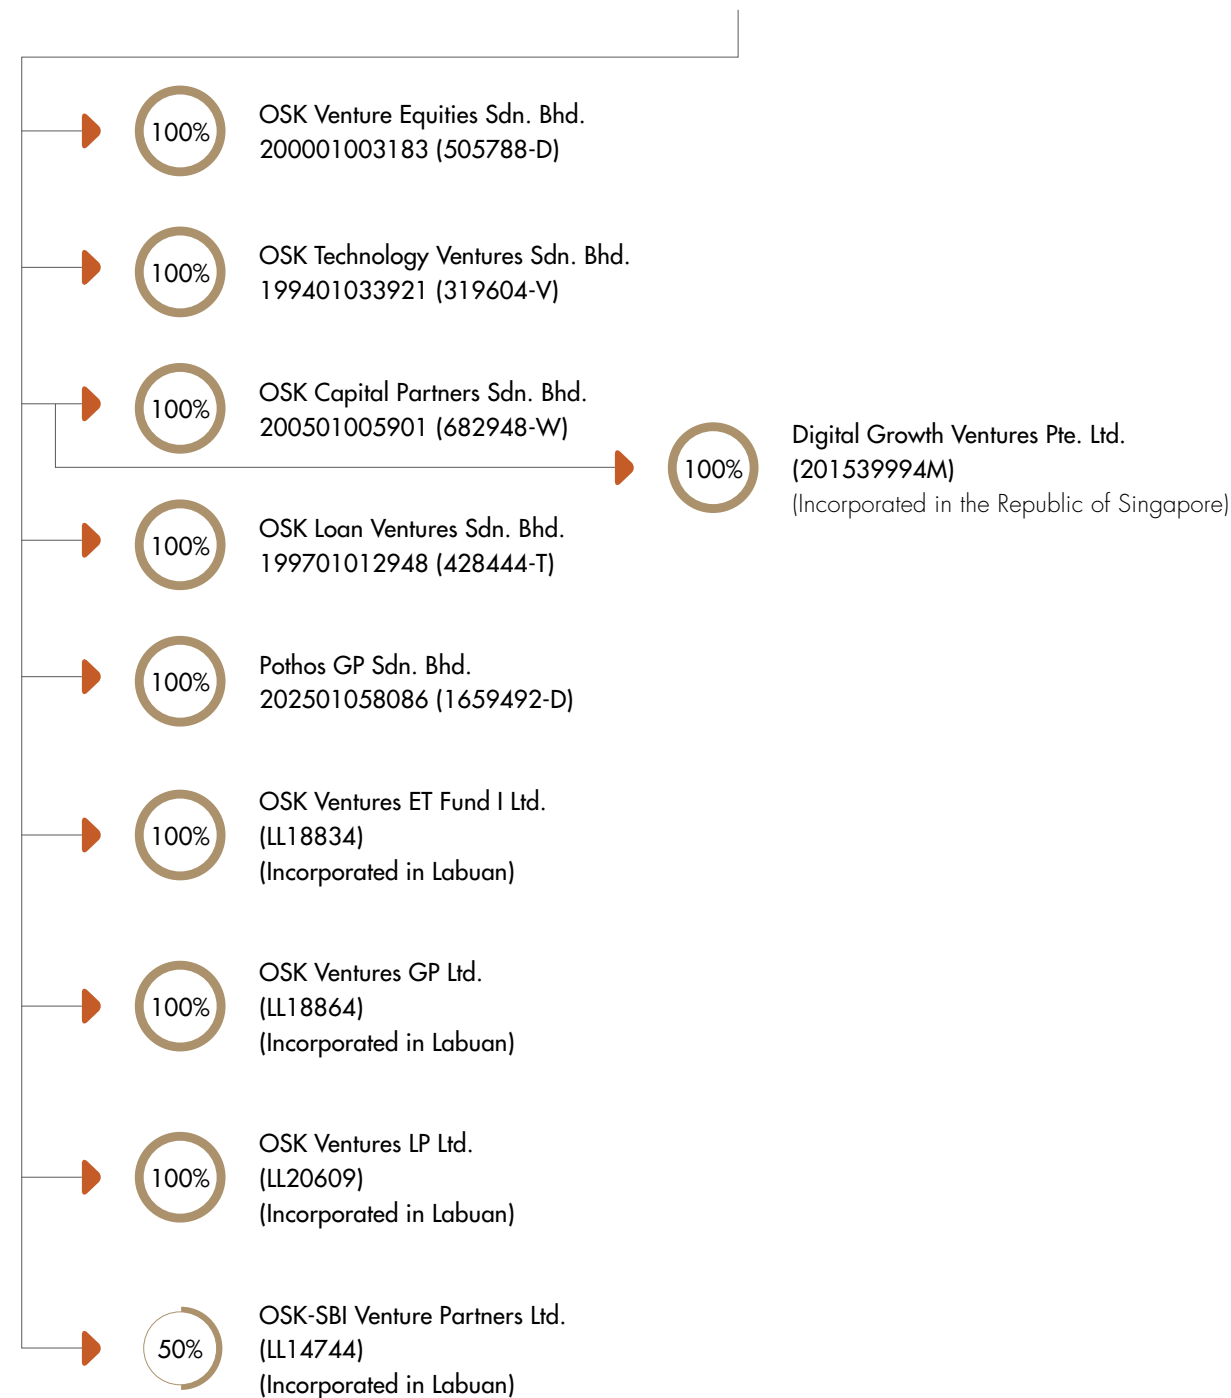 100%
OSK Venture Equities Sdn. Bhd.
200001003183 (505788-D)
100%
OSK Technology Ventures Sdn. Bhd.
199401033921 (319604-V)
100%
OSK Capital Partners Sdn. Bhd.
200501005901 (682948-W)
100%
Digital Growth Ventures Pte. Ltd.
(201539994M)
(Incorporated in the Republic of Singapore)
100%
OSK Loan Ventures Sdn. Bhd.
199701012948 (428444-T)
100%
Pothos GP Sdn. Bhd.
202501058086 (1659492-D)
100%
OSK Ventures ET Fund I Ltd.
(LL18834)
(Incorporated in Labuan)
100%
OSK Ventures GP Ltd.
(LL18864)
(Incorporated in Labuan)
100%
OSK Ventures LP Ltd.
(LL20609)
(Incorporated in Labuan)
50%
OSK-SBI Venture Partners Ltd.
(LL14744)
(Incorporated in Labuan)